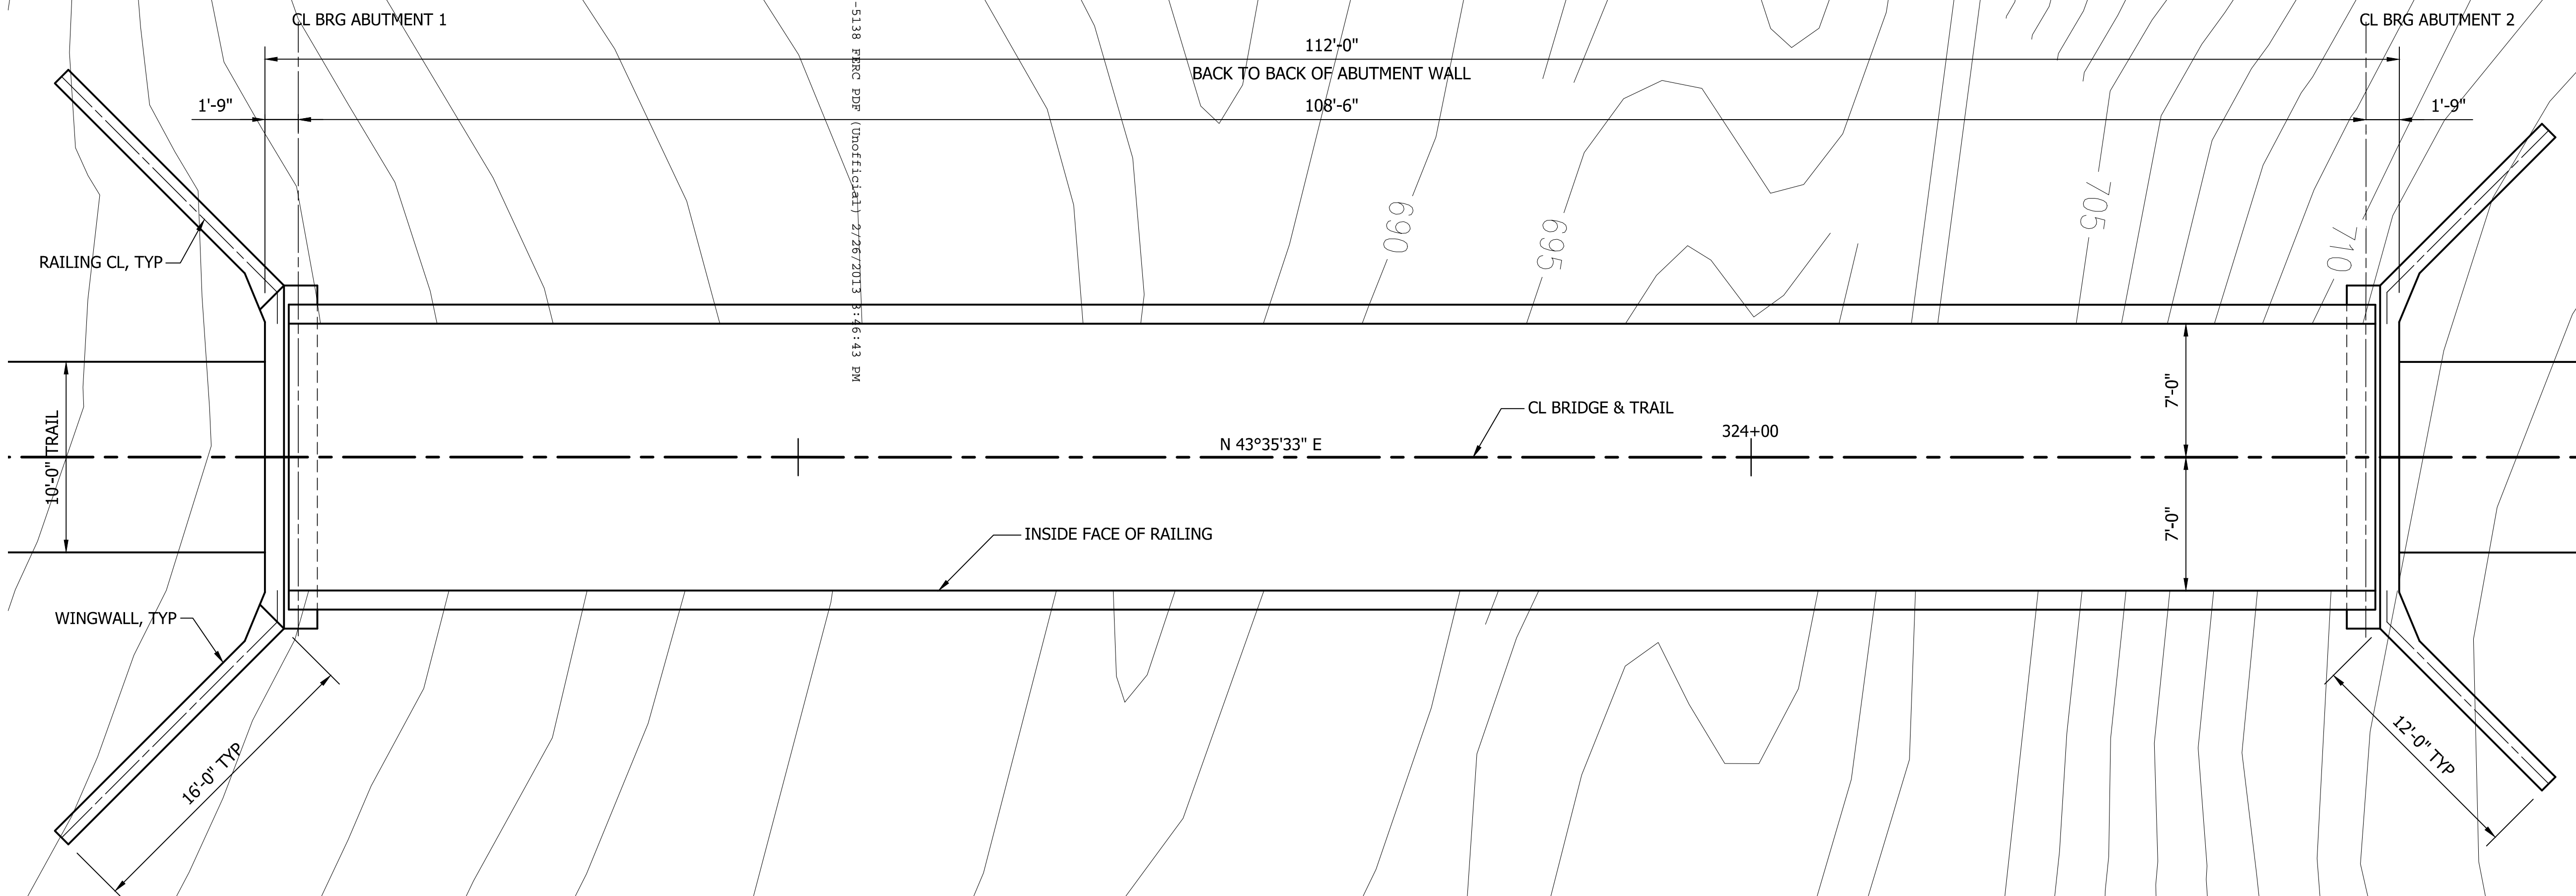 CL BRG ABUTMENT 1
CL BRG ABUTMENT 2
112'-0"
BACK TO BACK OF ABUTMENT WALL
1'-9"
108'-6"
1'-9"
-5138 FERC PDF (Unofficial) 2/26/2013 3:46:43 PM
690
695
705
710
RAILING CL, TYP
7'-0"
CL BRIDGE & TRAIL
324+00
N 43°35'33" E
10'-0" TRAIL
7'-0"
INSIDE FACE OF RAILING
WINGWALL, TYP
16'-0" TYP
12'-0" TYP